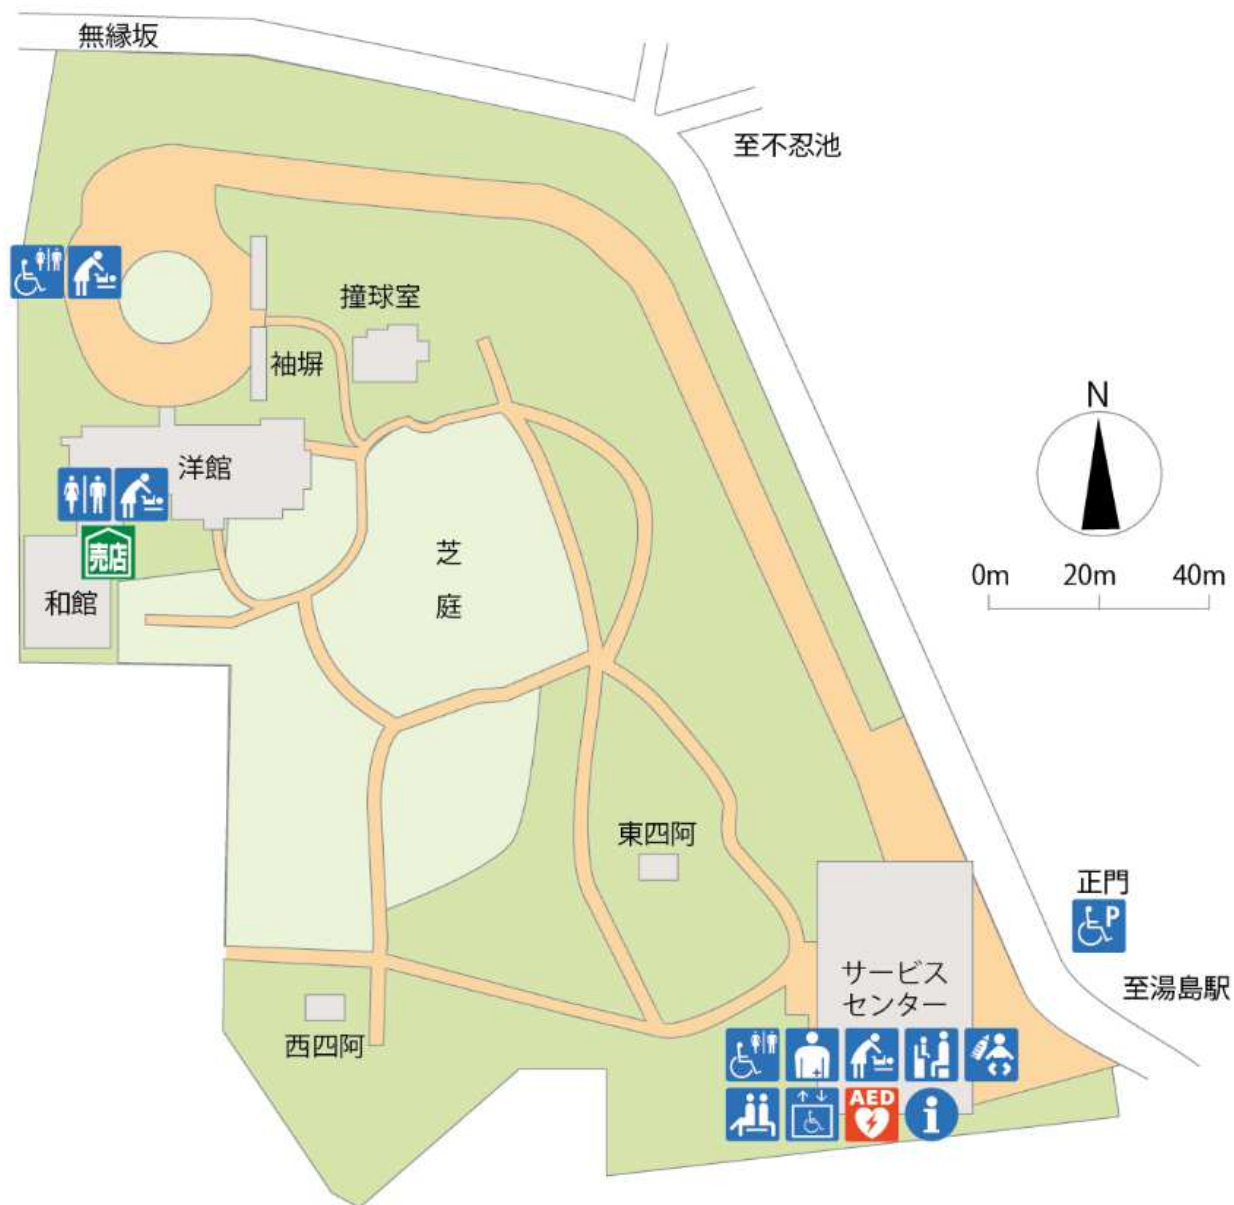 無縁坂
至不忍池
撞球室
袖塀
N
洋館
売店
芝
庭
0m 20m 40m
和館
東四阿
正門
P
サービス
センター
至湯島駅
西四阿
AED
i